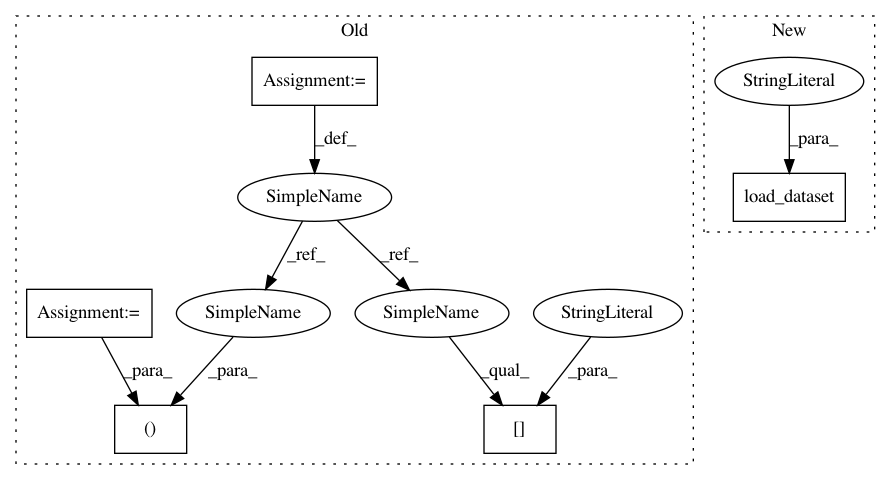 Old
New
Assignment:=
StringLiteral
_def_
_para_
SimpleName
load_dataset
_ref_
_ref_
Assignment:=
SimpleName
SimpleName
StringLiteral
_para_
_para_
_qual_
_para_
()
[]